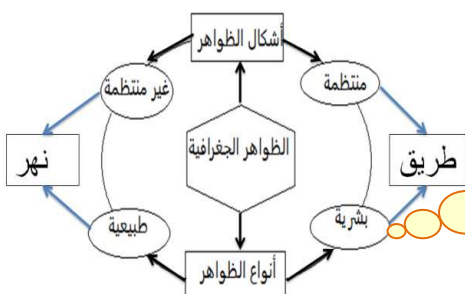 أشكال الظواهر
منتظمة
غير منتظمة
طريق
الظواهر الجغرافية
نهر
بشرية
طبيعية
أنواع الظواهر